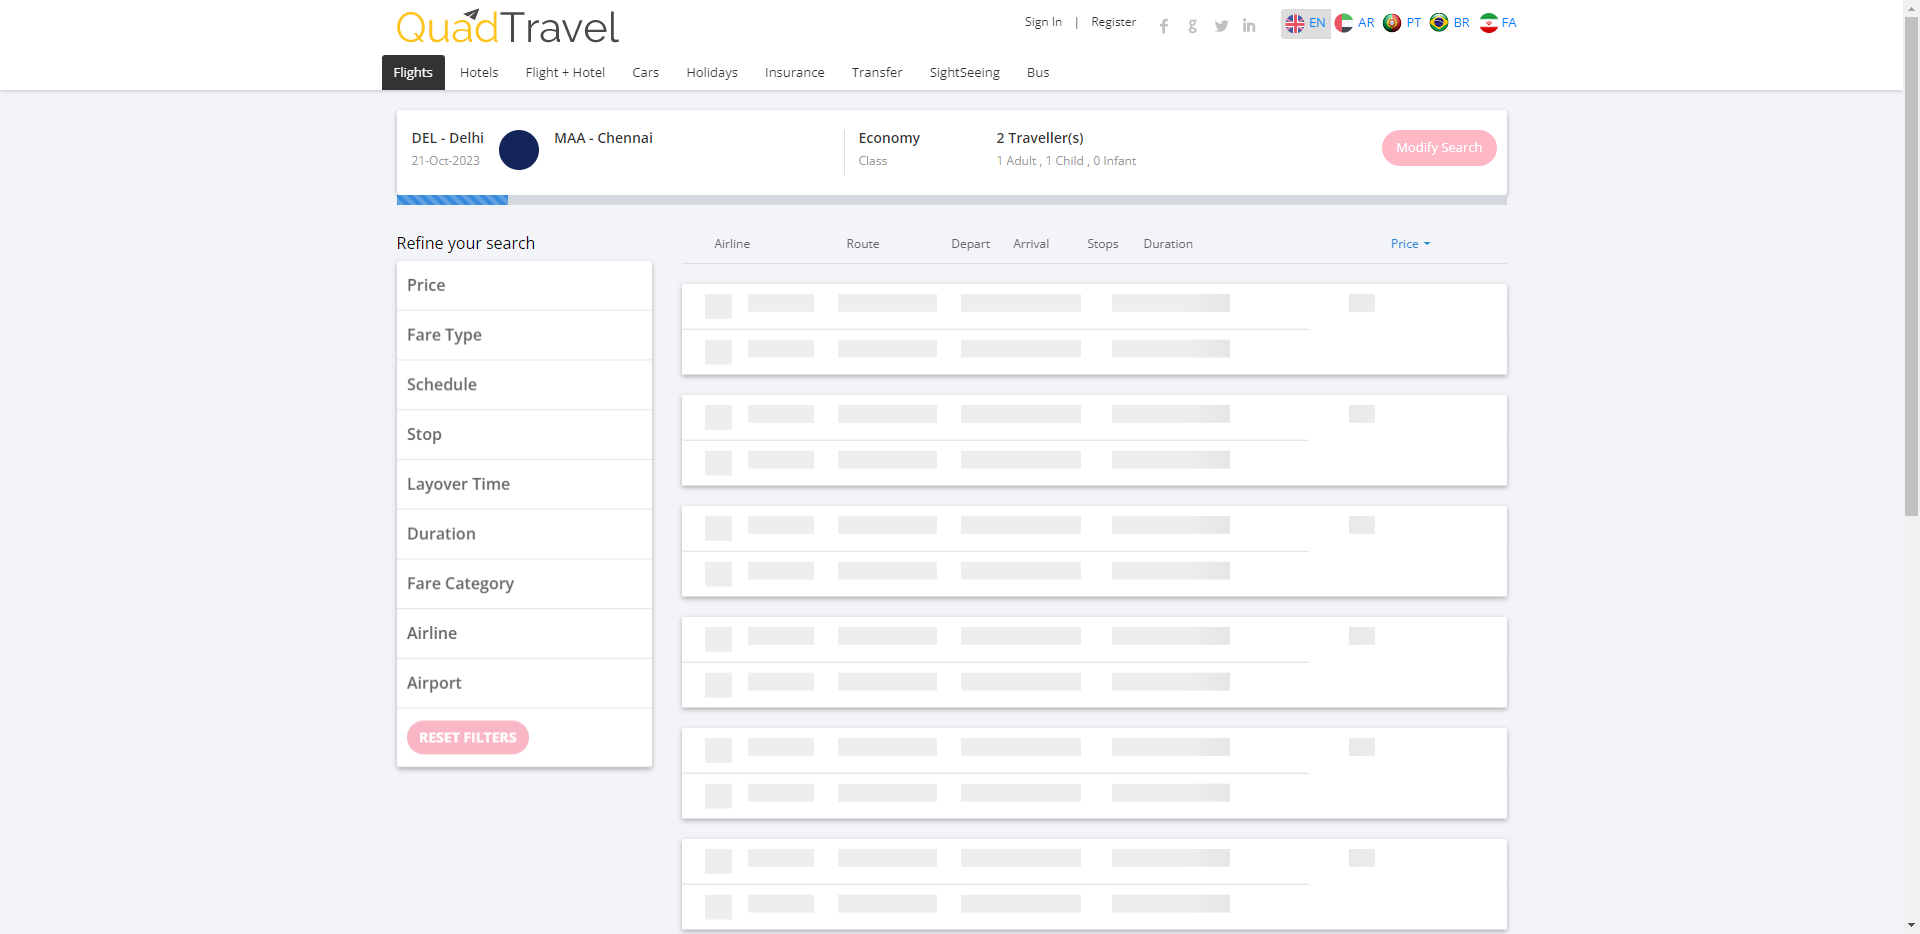 QuadTravel
Sign In | Register
EN AR PT BR FA
Flights Hotels Flight + Hotel Cars Holidays Insurance Transfer SightSeeing Bus
DEL - Delhi MAA - Chennai Economy 2 Traveller(s)
21-Oct-2023 Class 1 Adult , 1 Child , 0 Infant
Modify Search
Refine your search
Airline Route Depart Arrival Stops Duration Price
Price
Fare Type
Schedule
Stop
Layover Time
Duration
Fare Category
Airline
Airport
RESET FILTERS